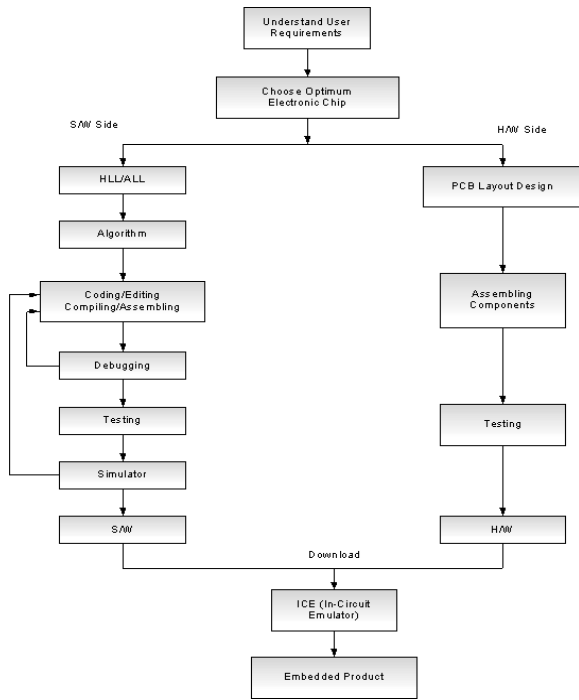 Understand User
Requirements
Choose Optimum
Electronic Chip
S/W Side
H/W Side
HLL/ALL
PCB Layout Design
Algorithm
Coding/Editing
Compiling/Assembling
Assembling
Components
Debugging
Testing
Testing
Simulator
S/W
H/W
Download
ICE (In-Circuit
Emulator)
Embedded Product